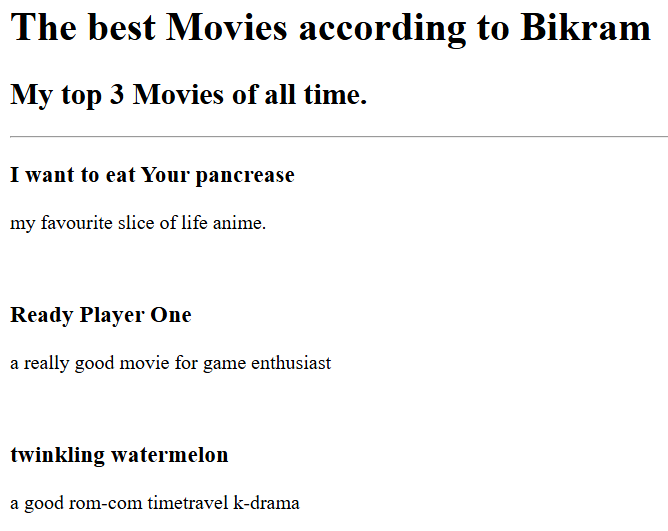 The best Movies according to Bikram
My top 3 Movies of all time.
I want to eat Your pancrease
my favourite slice of life anime.
Ready Player One
a really good movie for game enthusiast
twinkling watermelon
a good rom-com timetravel k-drama